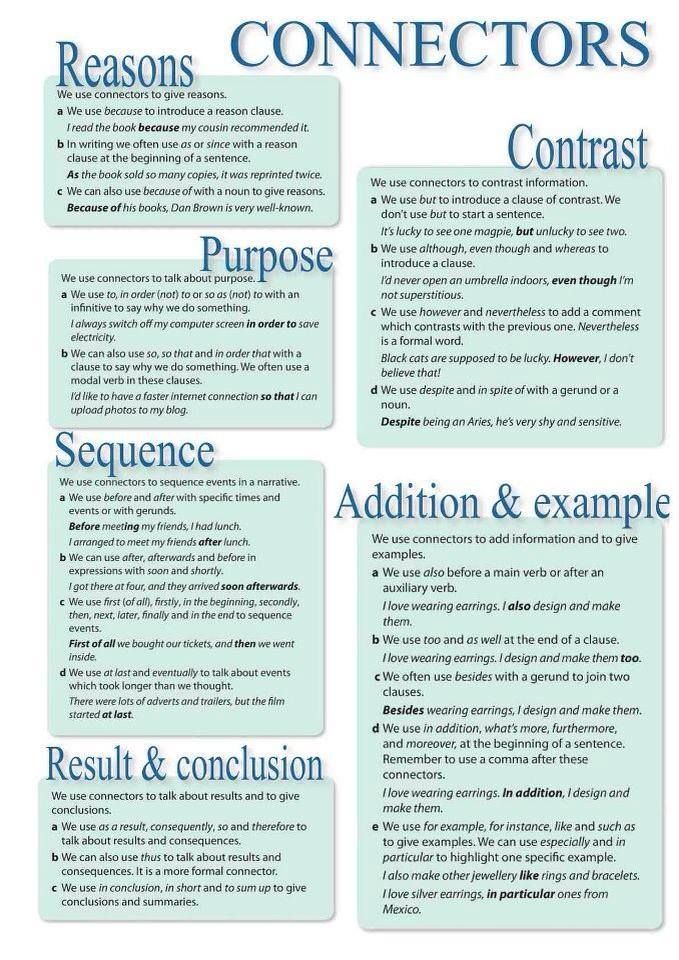 CONNECTORS
Reasons
We use connectors to give reasons.
a We use because to introduce a reason clause.
I read the book because my cousin recommended it.
b In writing we often use as or since with a reason
clause at the beginning of a sentence.
As the book sold so many copies, it was reprinted twice.
c We can also use because of with a noun to give reasons.
Because of his books, Dan Brown is very well-known.
Purpose
We use connectors to talk about purpose.
a We use to, in order (not) to or so as (not) to with an
infinitive to say why we do something.
I always switch off my computer screen in order to save
electricity.
b We can also use so, so that and in order that with a
clause to say why we do something. We often use a
modal verb in these clauses.
I'd like to have a faster internet connection so that I can
upload photos to my blog.
Sequence
We use connectors to sequence events in a narrative.
a We use before and after with specific times and
events or with gerunds.
Before meeting my friends, I had lunch.
I arranged to meet my friends after lunch.
b We can use after, afterwards and before in
expressions with soon and shortly.
I got there at four, and they arrived soon afterwards.
c We use first (of all), firstly, in the beginning, secondly,
then, next, later, finally and in the end to sequence
events.
First of all we bought our tickets, and then we went
inside.
d We use at last and eventually to talk about events
which took longer than we thought.
There were lots of adverts and trailers, but the film
started at last.
Result & conclusion
We use connectors to talk about results and to give
conclusions.
a We use as a result, consequently, so and therefore to
talk about results and consequences.
b We can also use thus to talk about results and
consequences. It is a more formal connector.
c We use in conclusion, in short and to sum up to give
conclusions and summaries.
Contrast
We use connectors to contrast information.
a We use but to introduce a clause of contrast. We
don't use but to start a sentence.
It's lucky to see one magpie, but unlucky to see two.
b We use although, even though and whereas to
introduce a clause.
I'd never open an umbrella indoors, even though I'm
not superstitious.
c We use however and nevertheless to add a comment
which contrasts with the previous one. Nevertheless
is a formal word.
Black cats are supposed to be lucky. However, I don't
believe that!
d We use despite and in spite of with a gerund or a
noun.
Despite being an Aries, he's very shy and sensitive.
Addition & example
We use connectors to add information and to give
examples.
a We use also before a main verb or after an
auxiliary verb.
I love wearing earrings. I also design and make
them.
b We use too and as well at the end of a clause.
I love wearing earrings. I design and make them too.
c We often use besides with a gerund to join two
clauses.
Besides wearing earrings, I design and make them.
d We use in addition, what's more, furthermore,
and moreover, at the beginning of a sentence.
Remember to use a comma after these
connectors.
I love wearing earrings. In addition, I design and
make them.
e We use for example, for instance, like and such as
to give examples. We can use especially and in
particular to highlight one specific example.
I also make other jewellery like rings and bracelets.
I love silver earrings, in particular ones from
Mexico.